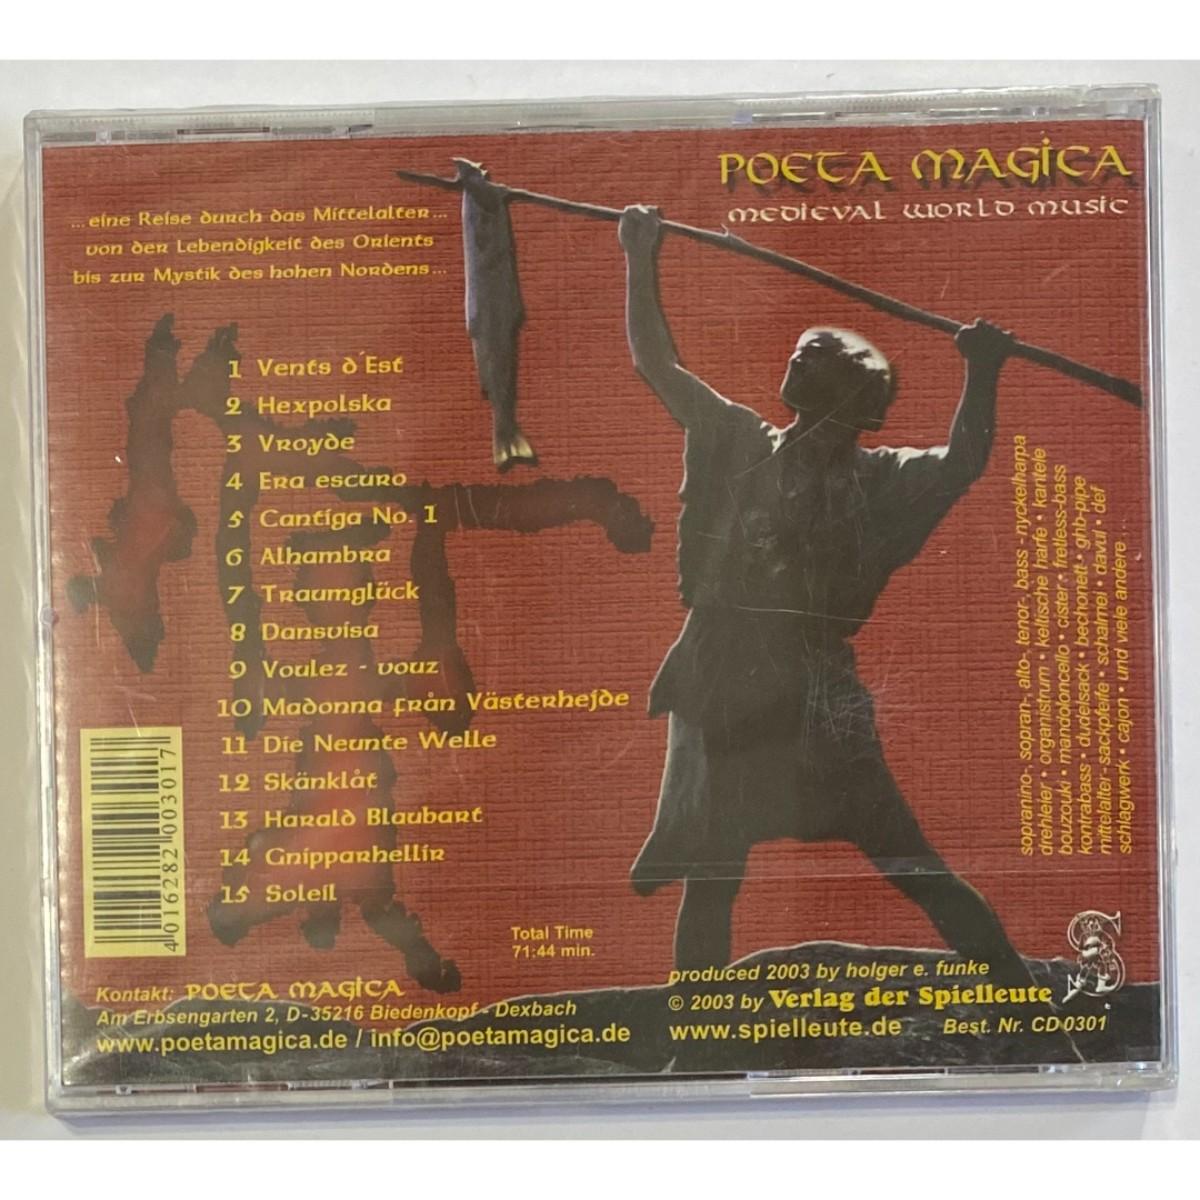 POETA MAGICA
MEDIEVAL WORLD MUSIC
...eine Reise durch das Mittelalter...
von der Lebendigkeit des Orients
bis zur Mystik des hohen Nordens...
1 Vents d´Est
2 Hexpolska
3 Vroyde
4 Era escuro
5 Cantiga No. 1
6 Alhambra
7 Traumglück
8 Dansvisa
9 Voulez - vouz
10 Madonna från Västerhejde
11 Die Neunte Welle
12 Skänklåt
13 Harald Blaubart
14 Gnipparhellir
15 Soleil
sopranino-, sopran-, alto-, tenor-, bass -nyckelharpa
drehleier • organistrum • keltische harfe • kantele
bouzouki • mandoloncello • cister • fretless-bass
kontrabass • dudelsack • bechonett • ghb-pipe
mittelalter- sackpfeife • schalmei • davul • def
schlagwerk • cajon • und viele andere . . .
4 016282 003017
Total Time
71:44 min.
Kontakt: POETA MAGICA
Am Erbsengarten 2, D-35216 Biedenkopf - Dexbach
www.poetamagica.de / info@poetamagica.de
produced 2003 by holger e. funke
© 2003 by Verlag der Spielleute
www.spielleute.de Best. Nr. CD 0301